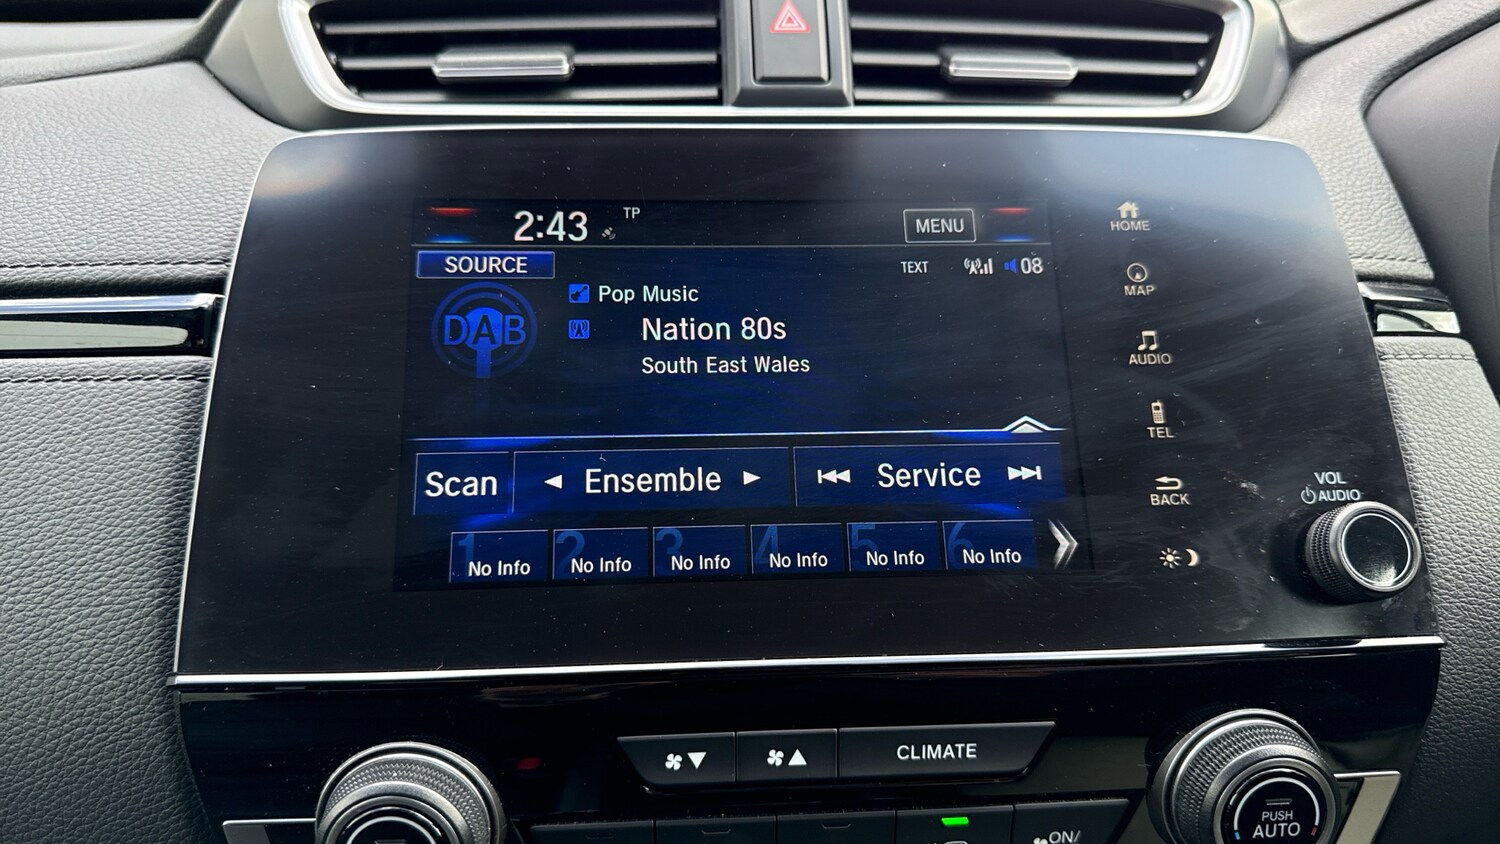 2:43 TP MENU HOME
SOURCE TEXT 08
DAB Pop Music MAP
Nation 80s
South East Wales AUDIO
TEL
Scan Ensemble Service BACK
VOL
AUDIO
1 No Info 2 No Info 3 No Info 4 No Info 5 No Info 6 No Info
CLIMATE
PUSH
AUTO
ON/